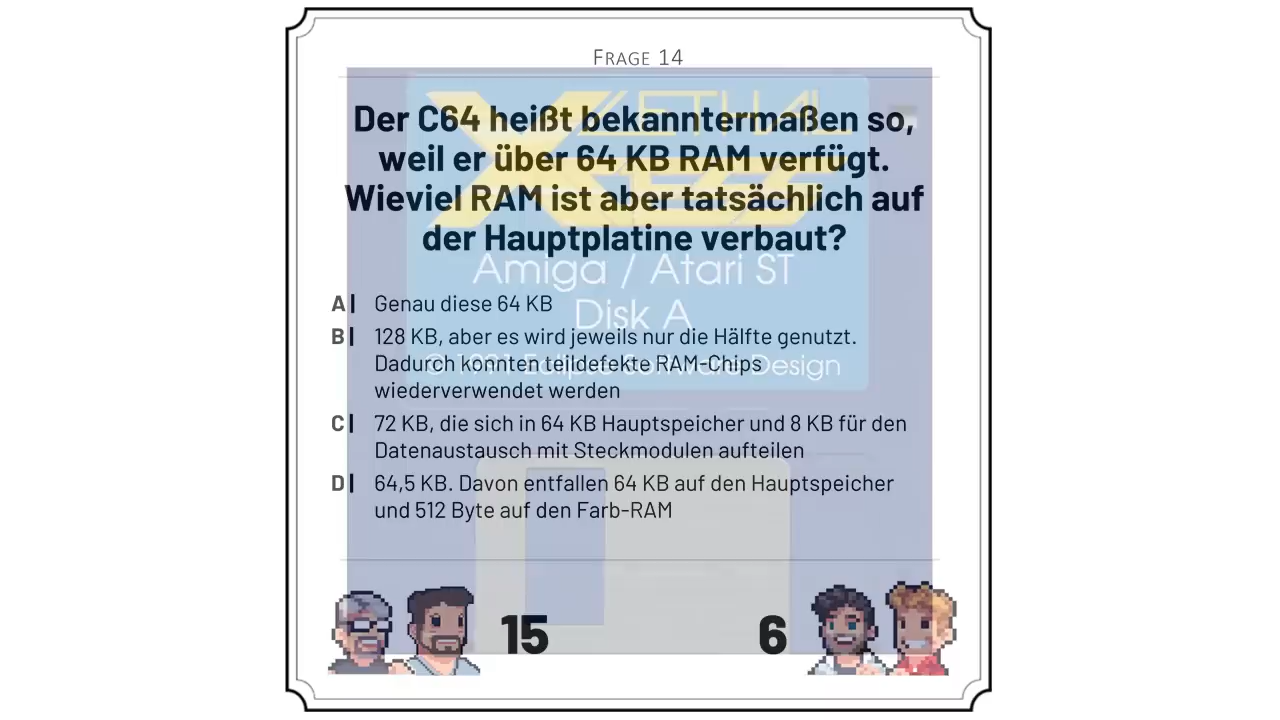 Frage 14
Der C64 heißt bekanntermaßen so,
weil er über 64 KB RAM verfügt.
Wieviel RAM ist aber tatsächlich auf
der Hauptplatine verbaut?
Amiga / Atari ST
Disk A
A| Genau diese 64 KB
B| 128 KB, aber es wird jeweils nur die Hälfte genutzt.
Dadurch konnten teildefekte RAM-Chips
© 1991 Eclipse Software Design
wiederverwendet werden
C| 72 KB, die sich in 64 KB Hauptspeicher und 8 KB für den
Datenaustausch mit Steckmodulen aufteilen
D| 64,5 KB. Davon entfallen 64 KB auf den Hauptspeicher
und 512 Byte auf den Farb-RAM
15
6